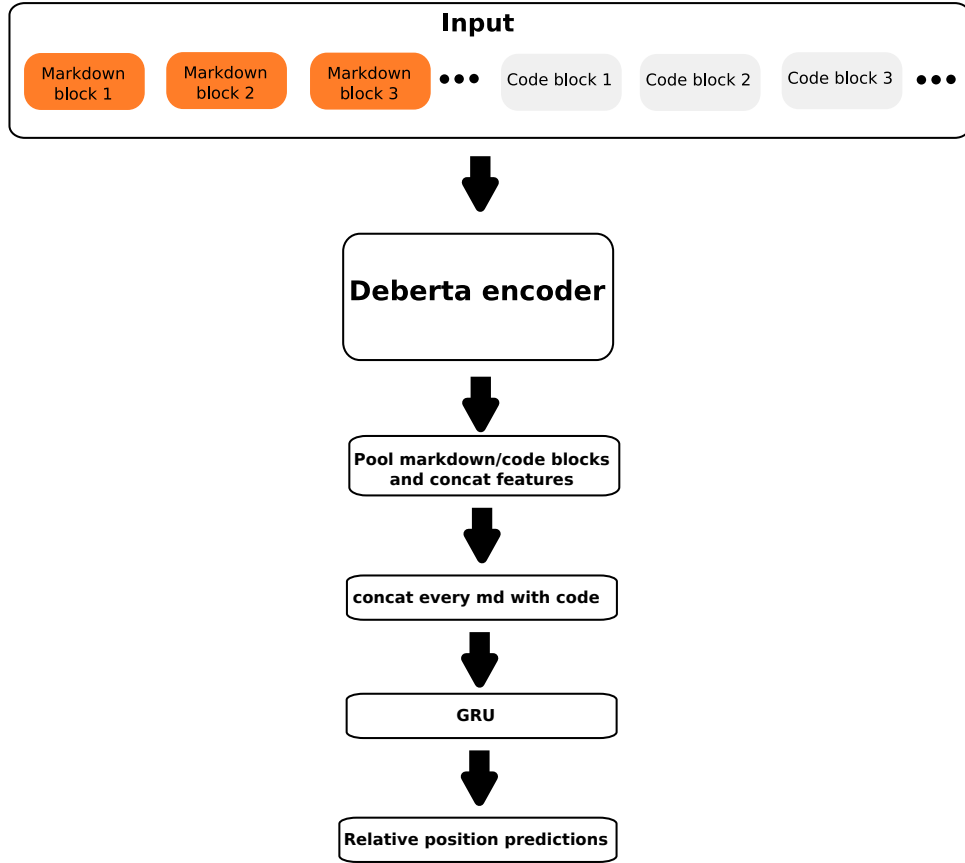 Input
Markdown
block 1
Markdown
block 2
Markdown
block 3
•••
Code block 1
Code block 2
Code block 3
•••
Deberta encoder
Pool markdown/code blocks
and concat features
concat every md with code
GRU
Relative position predictions